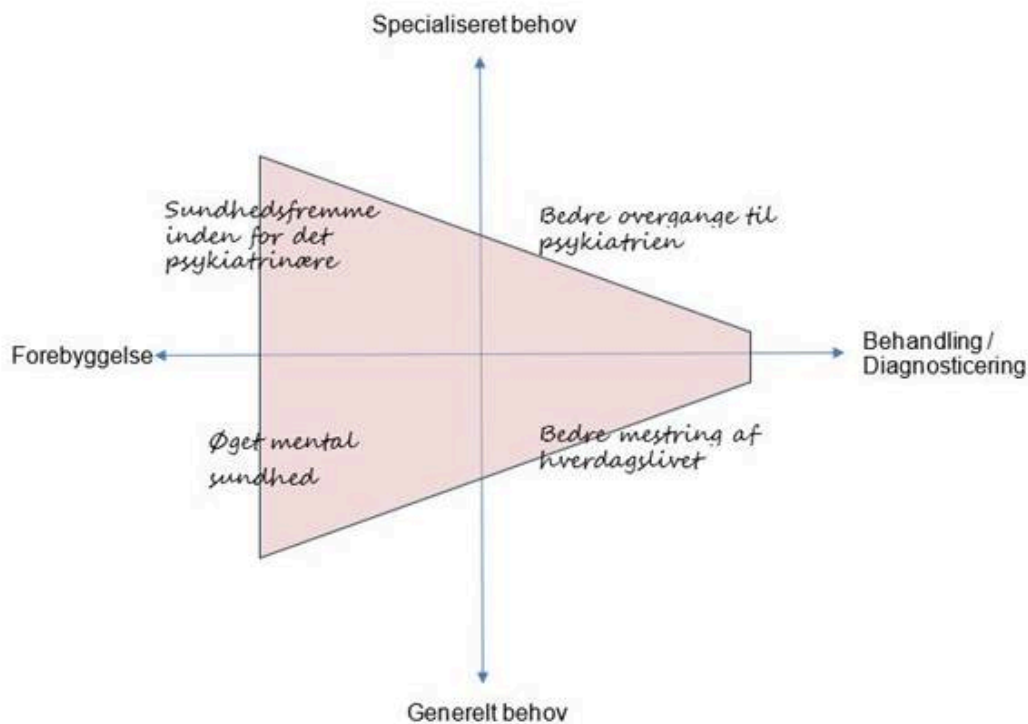 Specialiseret behov
Sundhedsfremme
inden for det
psykiatrinære
Bedre overgange til
psykiatrien
Forebyggelse
Behandling /
Diagnosticering
Øget mental
sundhed
Bedre mestring af
hverdagslivet
Generelt behov